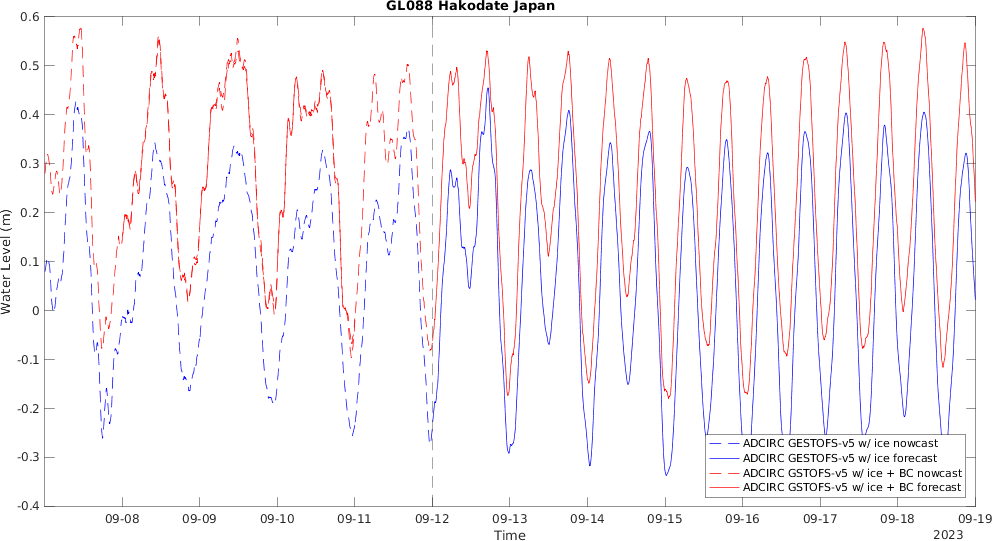 GL088 Hakodate Japan
0.6
0.5
0.4
0.3
0.2
0.1
0
-0.1
-0.2
-0.3
-0.4
Water Level (m)
ADCIRC GESTOFS-v5 w/ ice nowcast
ADCIRC GESTOFS-v5 w/ ice forecast
ADCIRC GSTOFS-v5 w/ ice + BC nowcast
ADCIRC GSTOFS-v5 w/ ice + BC forecast
09-08 09-09 09-10 09-11 09-12 09-13 09-14 09-15 09-16 09-17 09-18 09-19
Time
2023